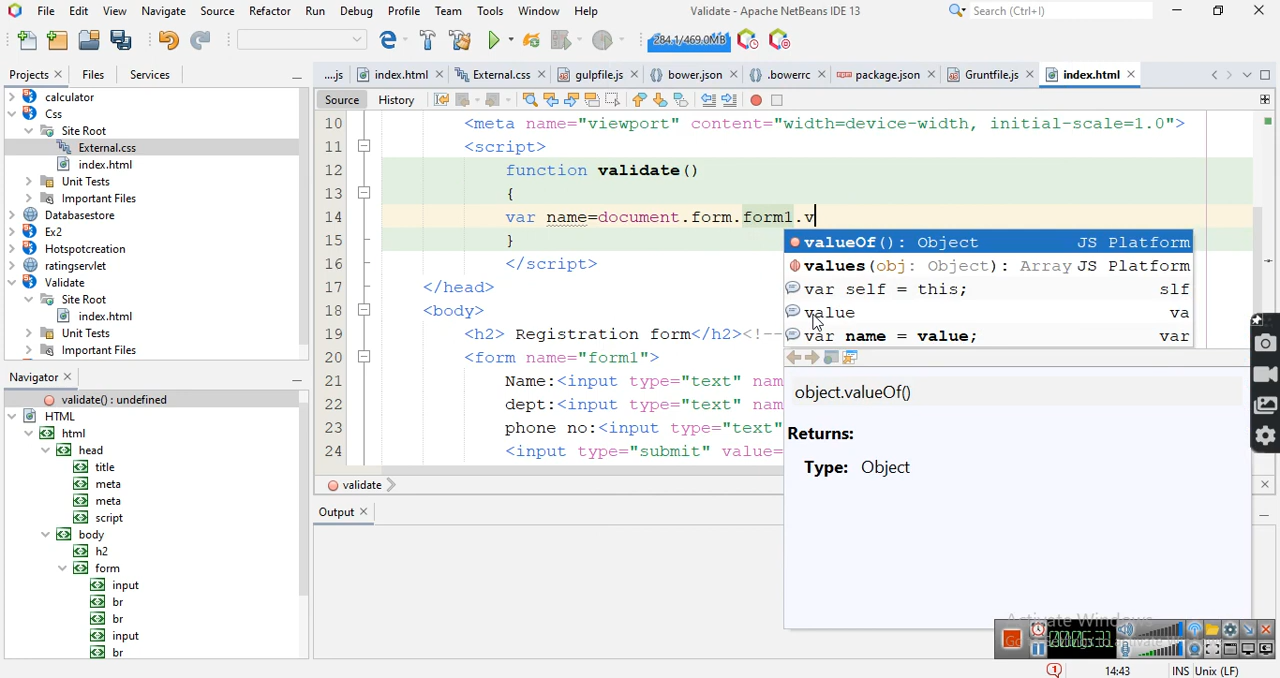 File Edit View Navigate Source Refactor Run Debug Profile Team Tools Window Help Validate - Apache NetBeans IDE 13 Search (Ctrl+I)
284.1/469.0MB
Projects Files Services
...js index.html External.css gulpfile.js bower.json .bowerrc package.json Gruntfile.js index.html
Source History
calculator
Css
Site Root
External.css
index.html
Unit Tests
Important Files
Databasestore
Ex2
Hotspotcreation
ratingservlet
Validate
Site Root
index.html
Unit Tests
Important Files
10 <meta name="viewport" content="width=device-width, initial-scale=1.0">
11 <script>
12 function validate()
13 {
14 var name=document.form.form1.v
15 }
16 </script>
17 </head>
18 <body>
19 <h2> Registration form</h2><!--
20 <form name="form1">
21 Name:<input type="text" nam
22 dept:<input type="text" nam
23 phone no:<input type="text"
24 <input type="submit" value=
valueOf(): Object JS Platform
values(obj: Object): Array JS Platform
var self = this; slf
value va
var name = value; var
object.valueOf()
Returns:
Type: Object
Navigator
validate() : undefined
HTML
html
head
title
meta
meta
script
body
h2
form
input
br
br
input
br
validate
Output
Activate Windows
14:43 INS Unix (LF)